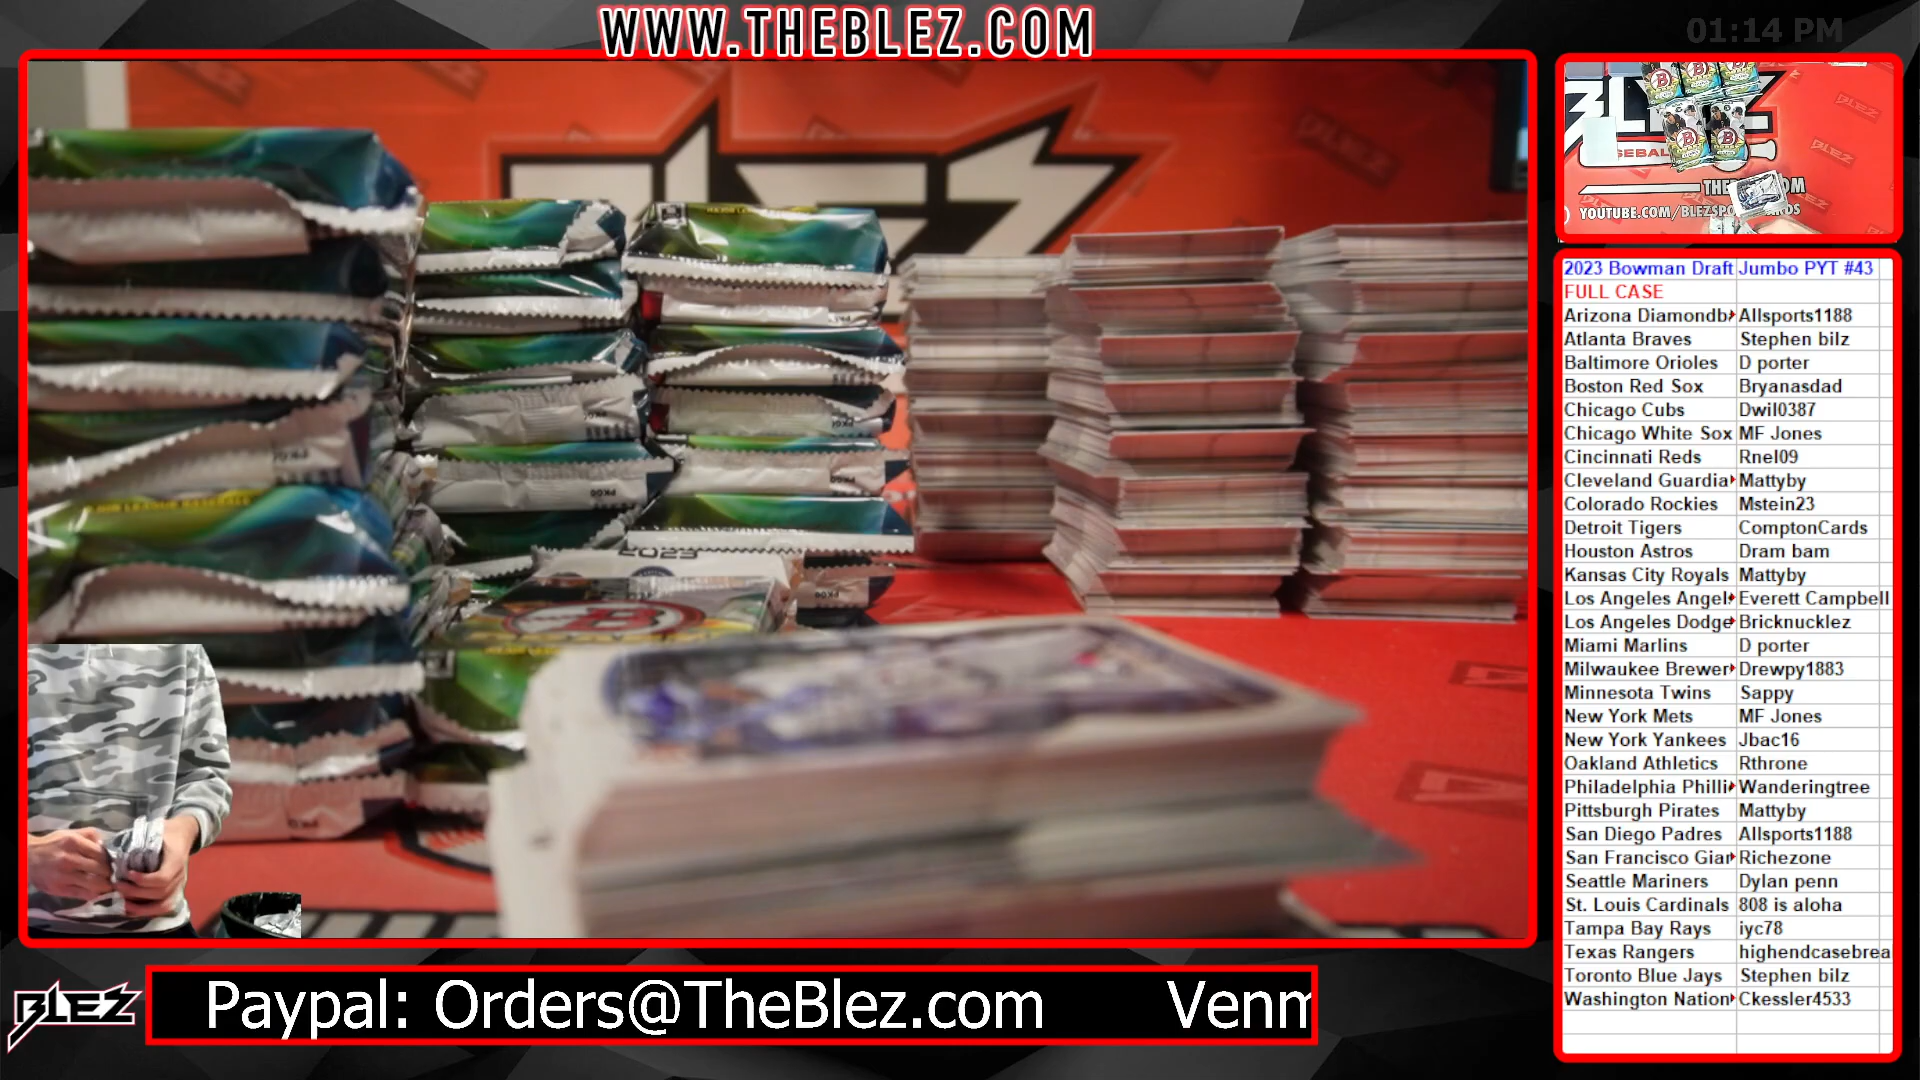 WWW.THEBLEZ.COM
01:14 PM
BLEZ
YOUTUBE.COM/BLEZSPO
2023 Bowman Draft Jumbo PYT #43
FULL CASE
Arizona Diamondb Allsports1188
Atlanta Braves Stephen bilz
Baltimore Orioles D porter
Boston Red Sox Bryanasdad
Chicago Cubs Dwil0387
Chicago White Sox MF Jones
Cincinnati Reds Rnel09
Cleveland Guardia Mattyby
Colorado Rockies Mstein23
Detroit Tigers ComptonCards
Houston Astros Dram bam
Kansas City Royals Mattyby
Los Angeles Angel Everett Campbell
Los Angeles Dodge Bricknucklez
Miami Marlins D porter
Milwaukee Brewer Drewpy1883
Minnesota Twins Sappy
New York Mets MF Jones
New York Yankees Jbac16
Oakland Athletics Rthrone
Philadelphia Philli Wanderingtree
Pittsburgh Pirates Mattyby
San Diego Padres Allsports1188
San Francisco Giar Richezone
Seattle Mariners Dylan penn
St. Louis Cardinals 808 is aloha
Tampa Bay Rays iyc78
Texas Rangers highendcasebrea
Toronto Blue Jays Stephen bilz
Washington Nation Ckessler4533
2023
BLEZ
Paypal: Orders@TheBlez.com Venm